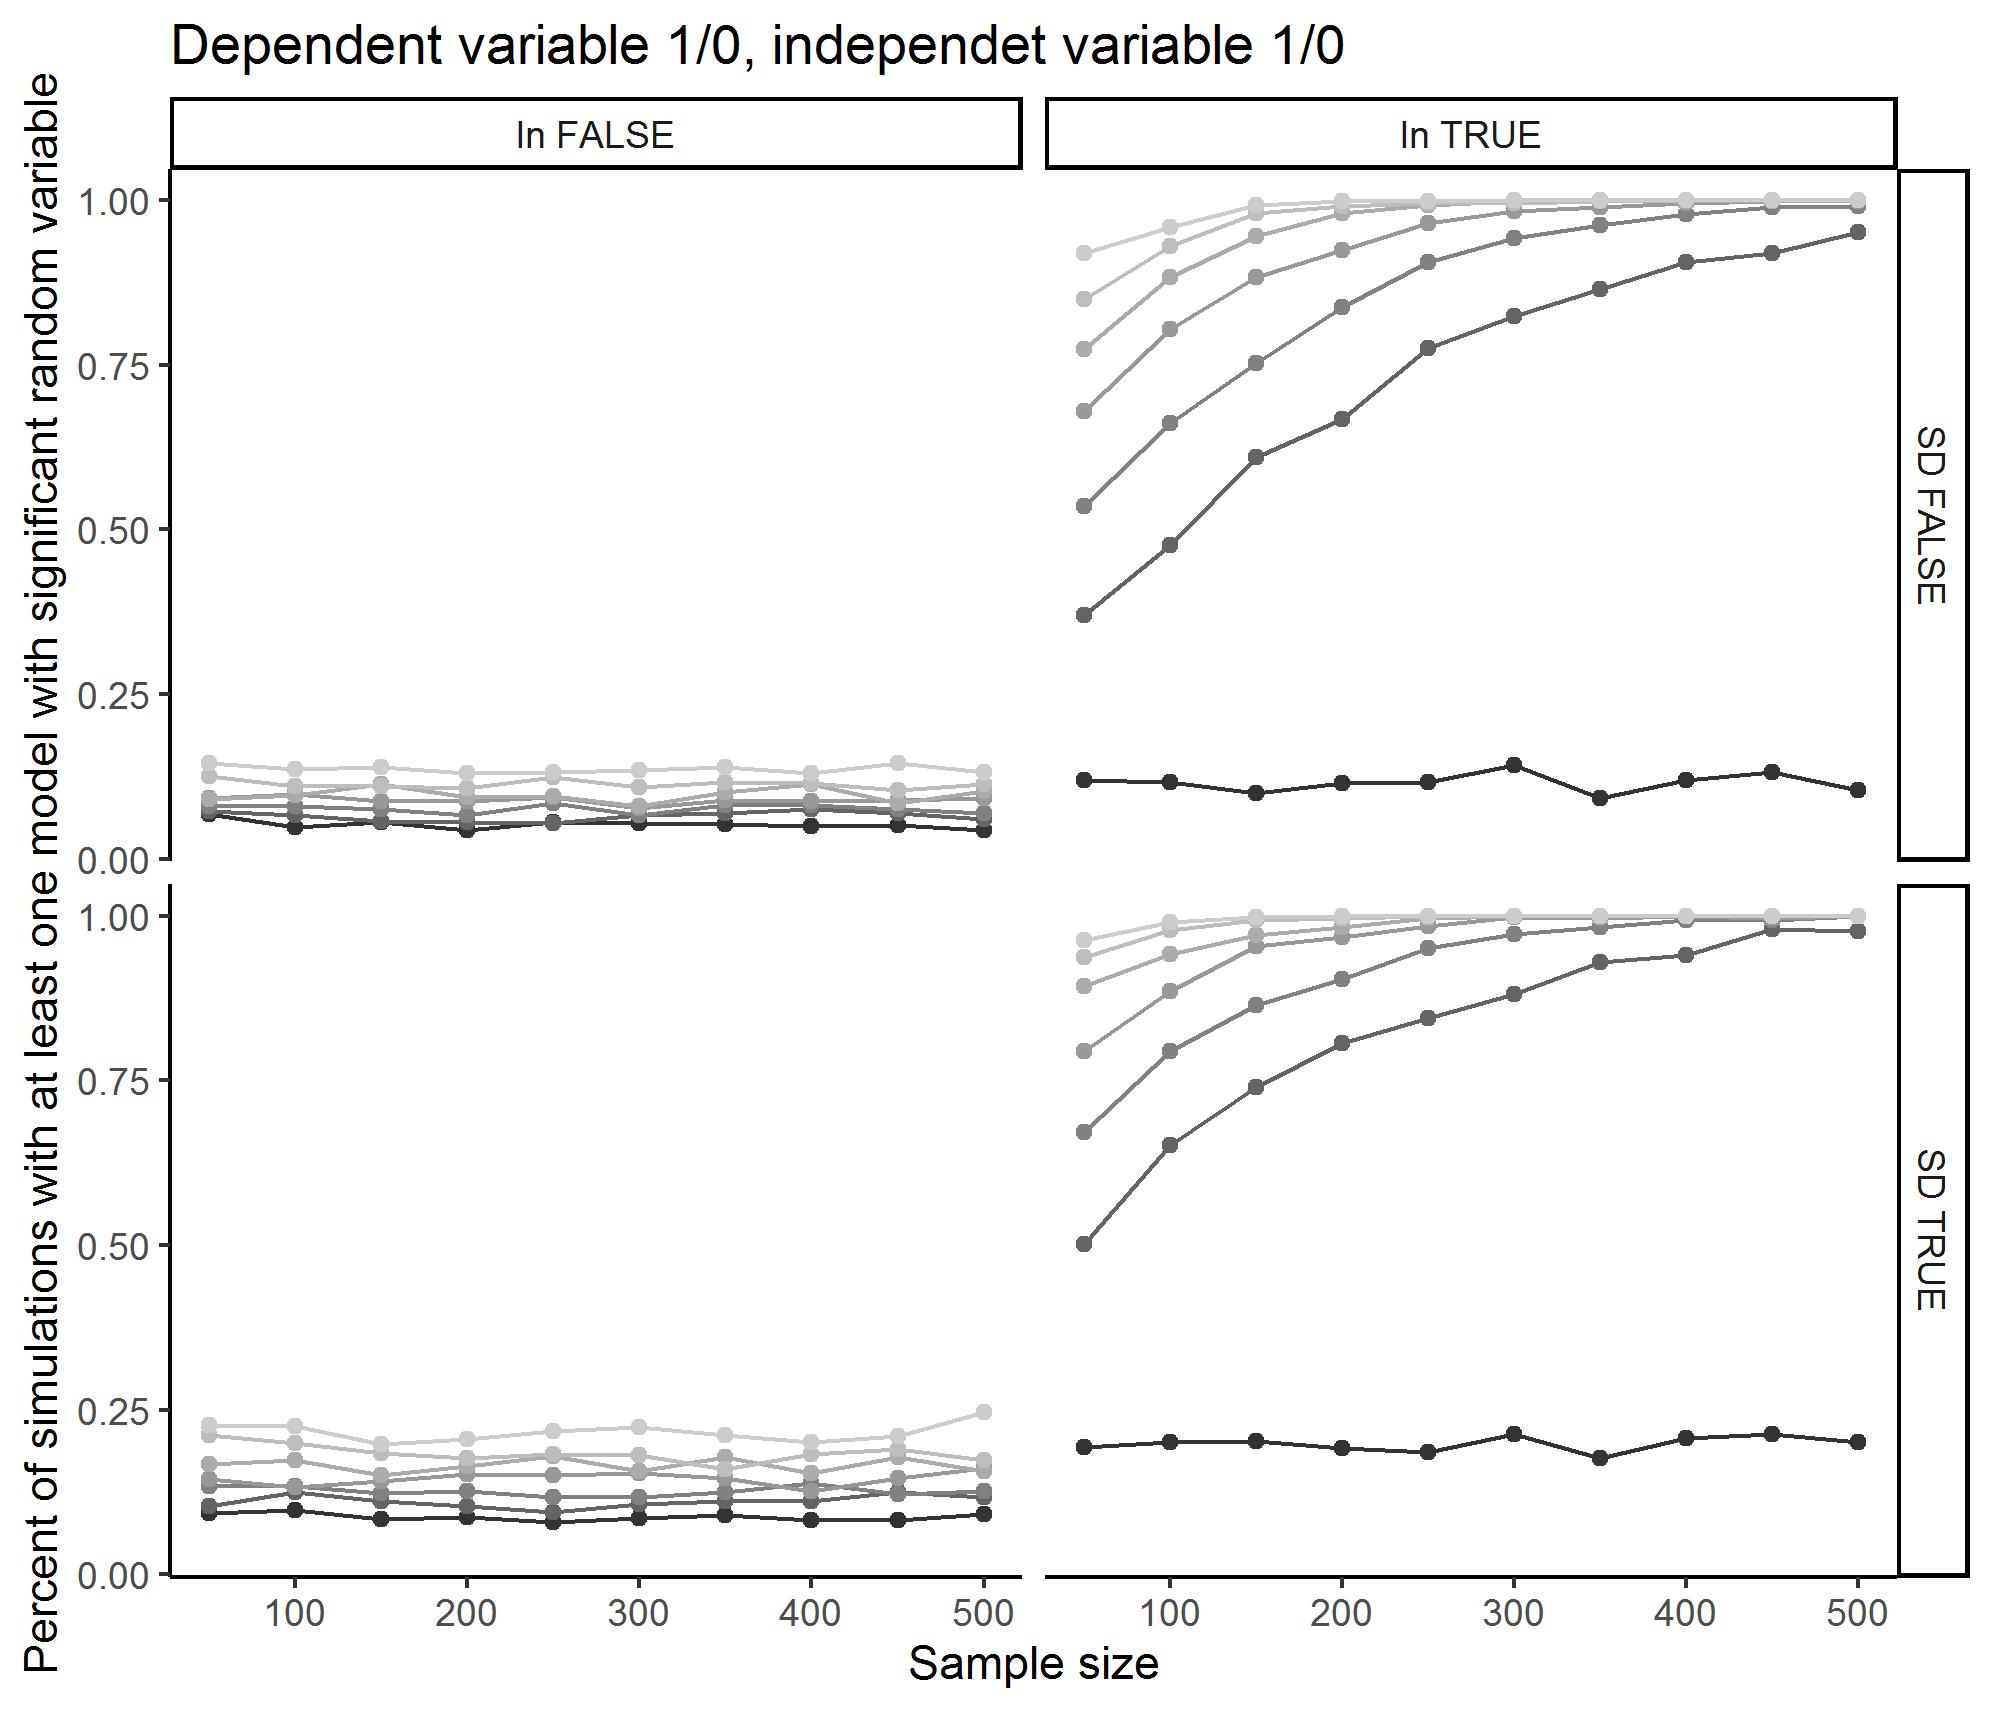 Dependent variable 1/0, independet variable 1/0
In FALSE
In TRUE
Percent of simulations with at least one model with significant random variable
1.00
0.75
0.50
0.25
0.00
SD FALSE
1.00
0.75
0.50
0.25
0.00
SD TRUE
100 200 300 400 500
100 200 300 400 500
Sample size